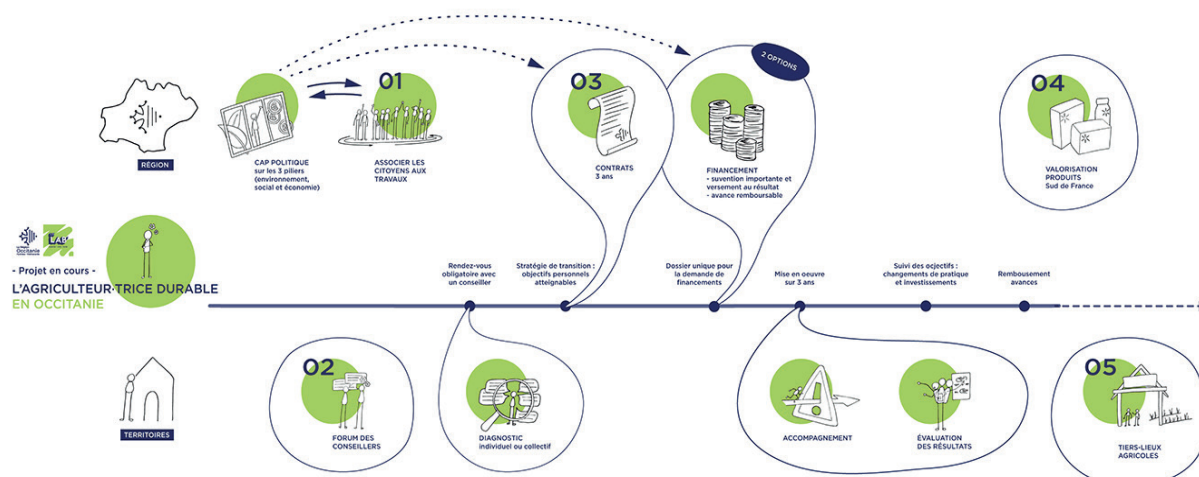 2 OPTIONS
01
03
04
RÉGION
CAP POLITIQUE
sur les 3 piliers
(environnement,
social et économie)
ASSOCIER LES
CITOYENS AUX
TRAVAUX
CONTRATS
3 ans
FINANCEMENT
- suvention importante et
versement au résultat
- avance remboursable
VALORISATION
PRODUITS
Sud de France
Occitanie
LAB'
- Projet en cours -
L'AGRICULTEUR·TRICE DURABLE
EN OCCITANIE
Rendez-vous
obligatoire avec
un conseiller
Stratégie de transition :
objectifs personnels
atteignables
Dossier unique pour
la demande de
financements
Mise en oeuvre
sur 3 ans
Suivi des ocjectifs :
changements de pratique
et investissements
Rembousement
avances
02
05
TERRITOIRES
FORUM DES
CONSEILLERS
DIAGNOSTIC
individuel ou collectif
ACCOMPAGNEMENT
ÉVALUATION
DES RÉSULTATS
TIERS-LIEUX
AGRICOLES